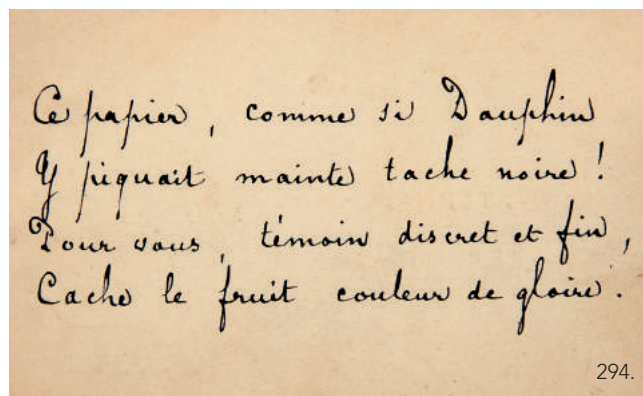 Ce papier, comme si Dauphin
Y piquait mainte tache noire !
Pour vous, témoin discret et fin,
Cache le fruit couleur de gloire.
294.